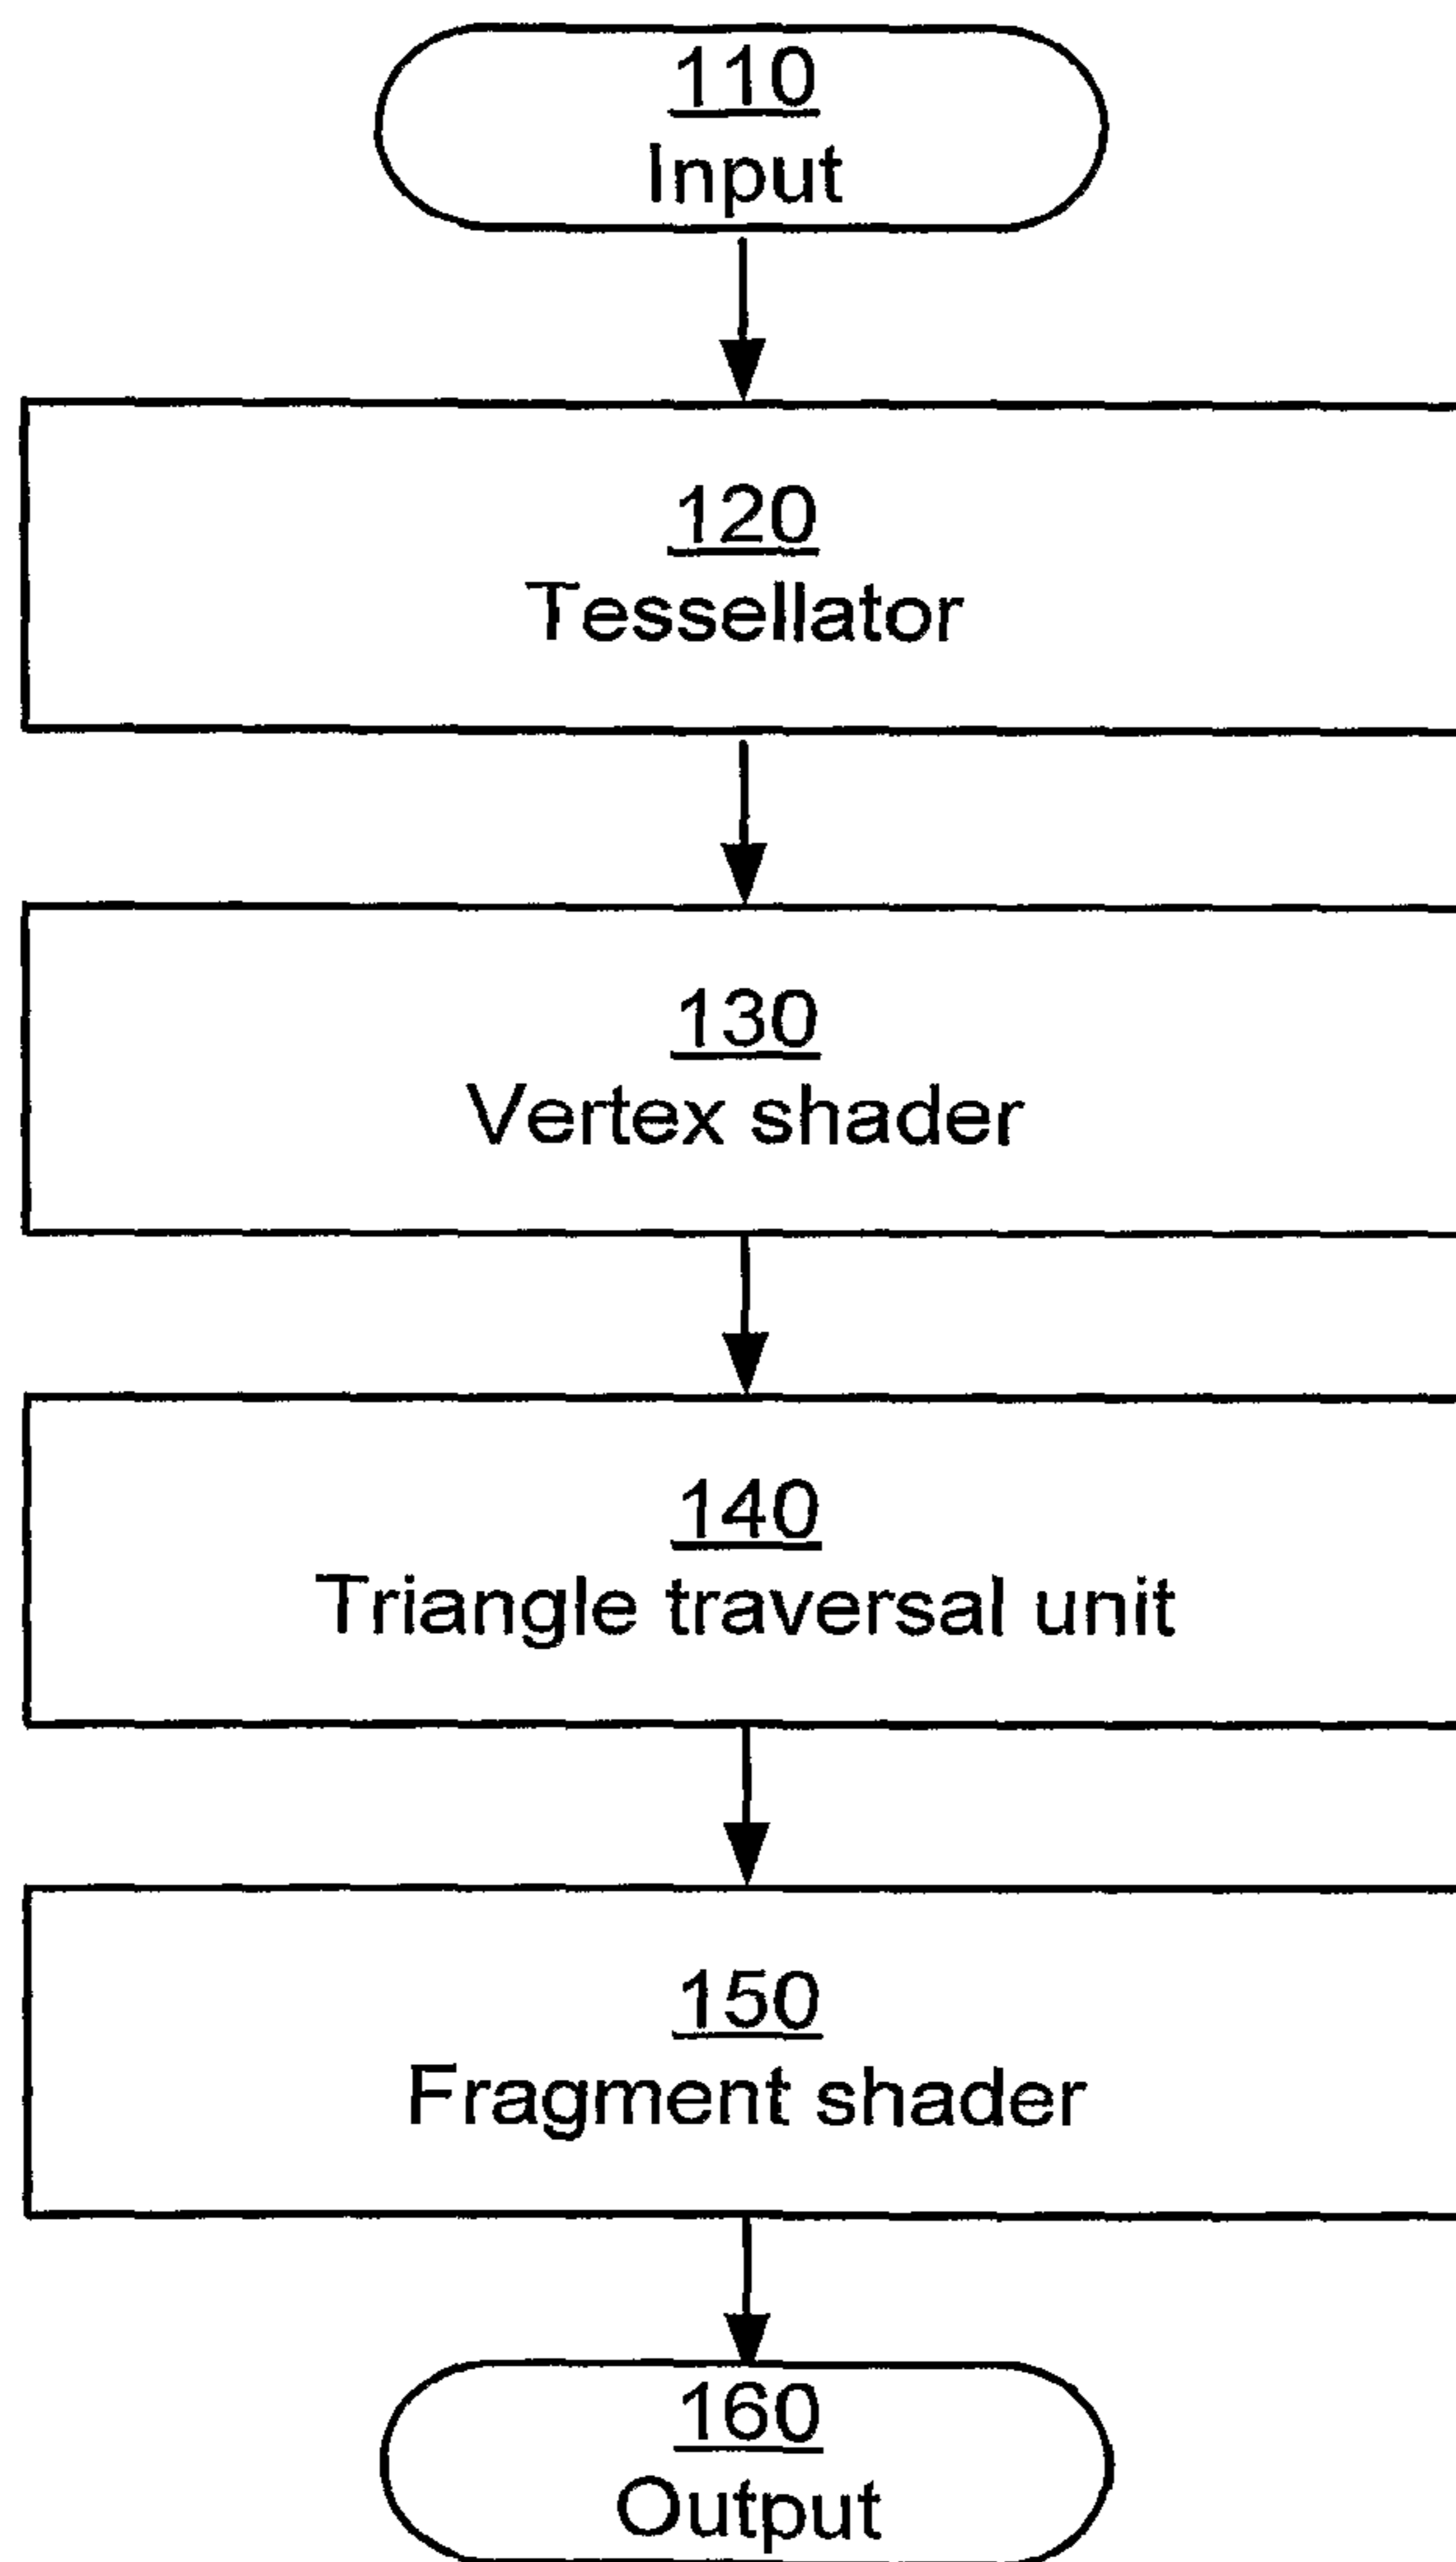 110
Input
120
Tessellator
130
Vertex shader
140
Triangle traversal unit
150
Fragment shader
160
Output